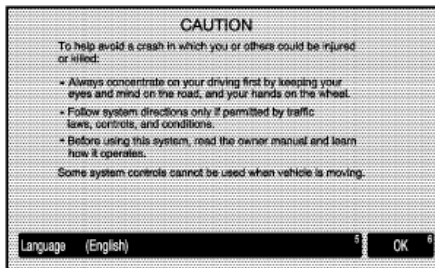 CAUTION
To help avoid a crash in which you or others could be injured
or killed:
- Always concentrate on your driving first by keeping your
eyes and mind on the road, and your hands on the wheel.
- Follow system directions only if permitted by traffic
laws, controls, and conditions.
- Before using this system, read the owner manual and learn
how it operates.
Some system controls cannot be used when vehicle is moving.
Language (English) 5 OK 6